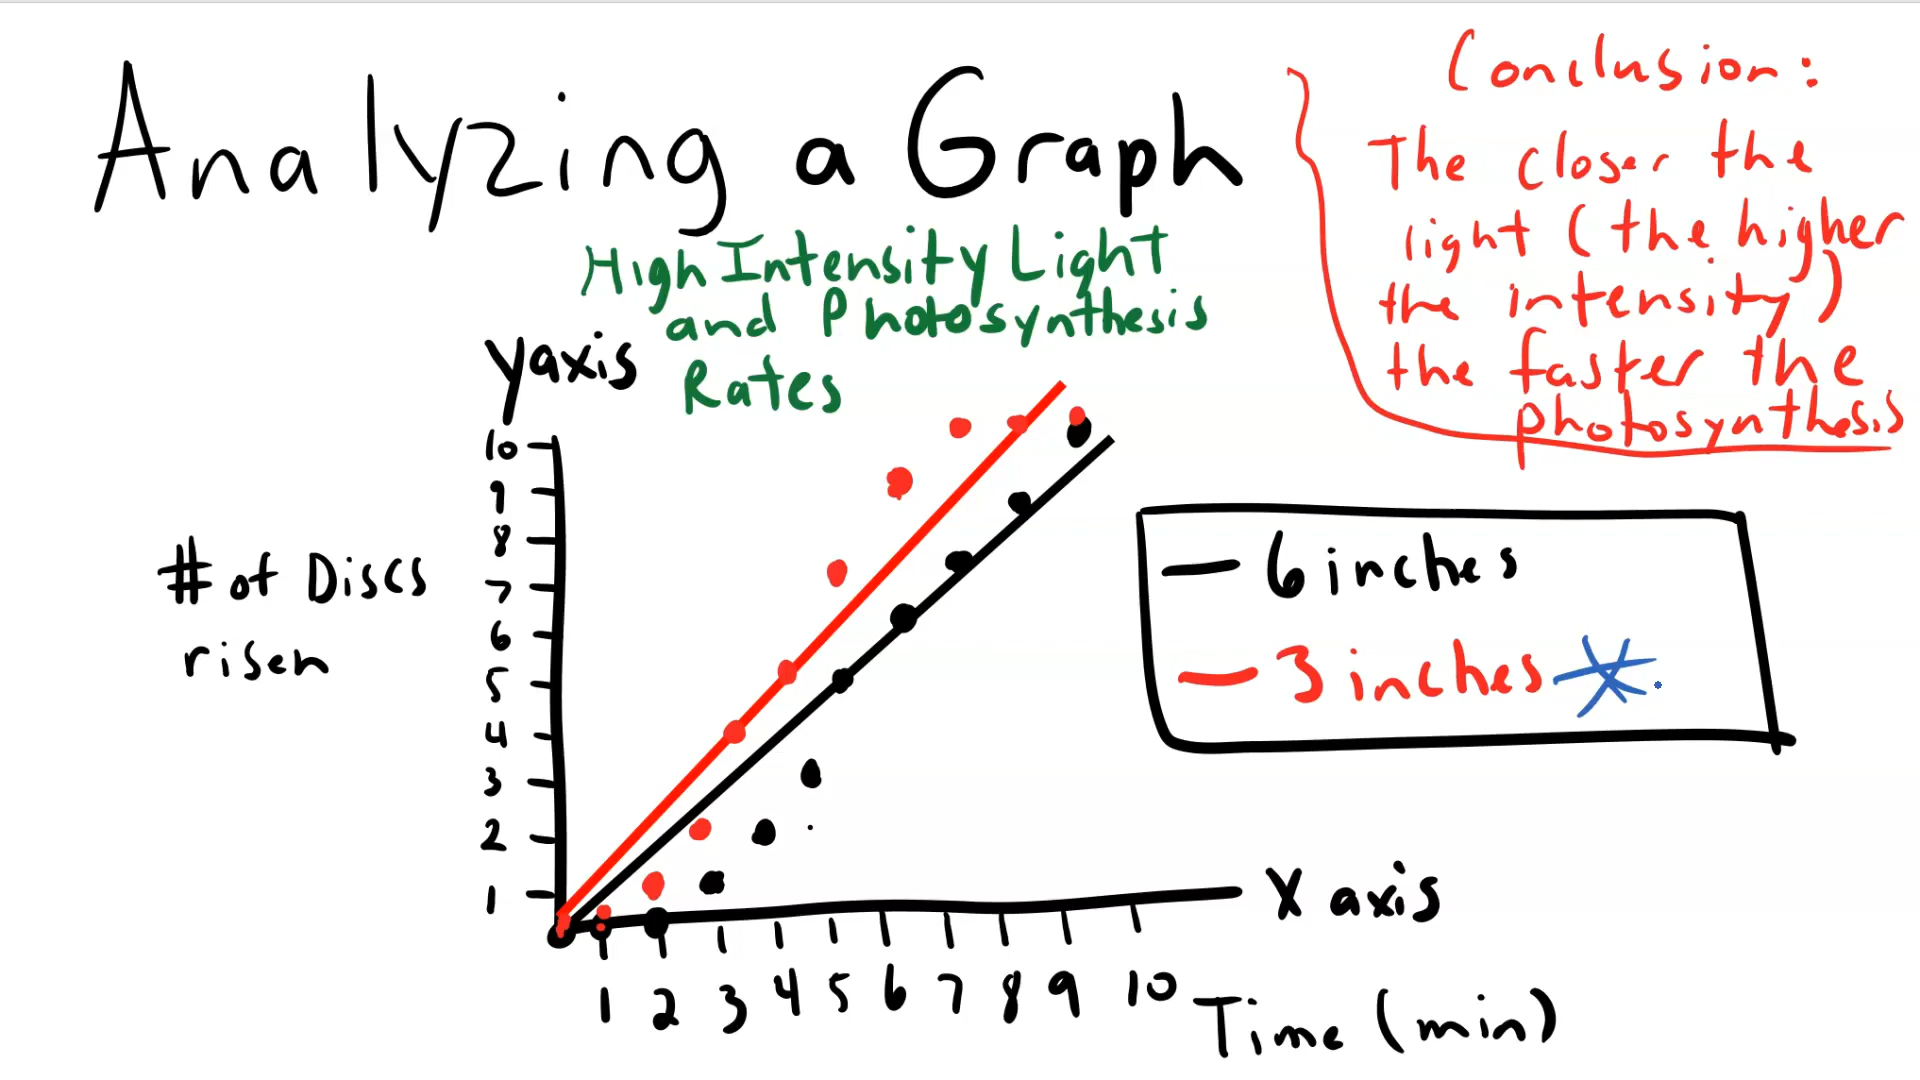 Analyzing a Graph
High Intensity Light
and Photosynthesis
Rates
Conclusion:
The closer the
light (the higher
the intensity)
the faster the
photosynthesis
yaxis
10
9
8
7
6
5
4
3
2
1
# of Discs
risen
6 inches
3 inches
X axis
1 2 3 4 5 6 7 8 9 10
Time (min)